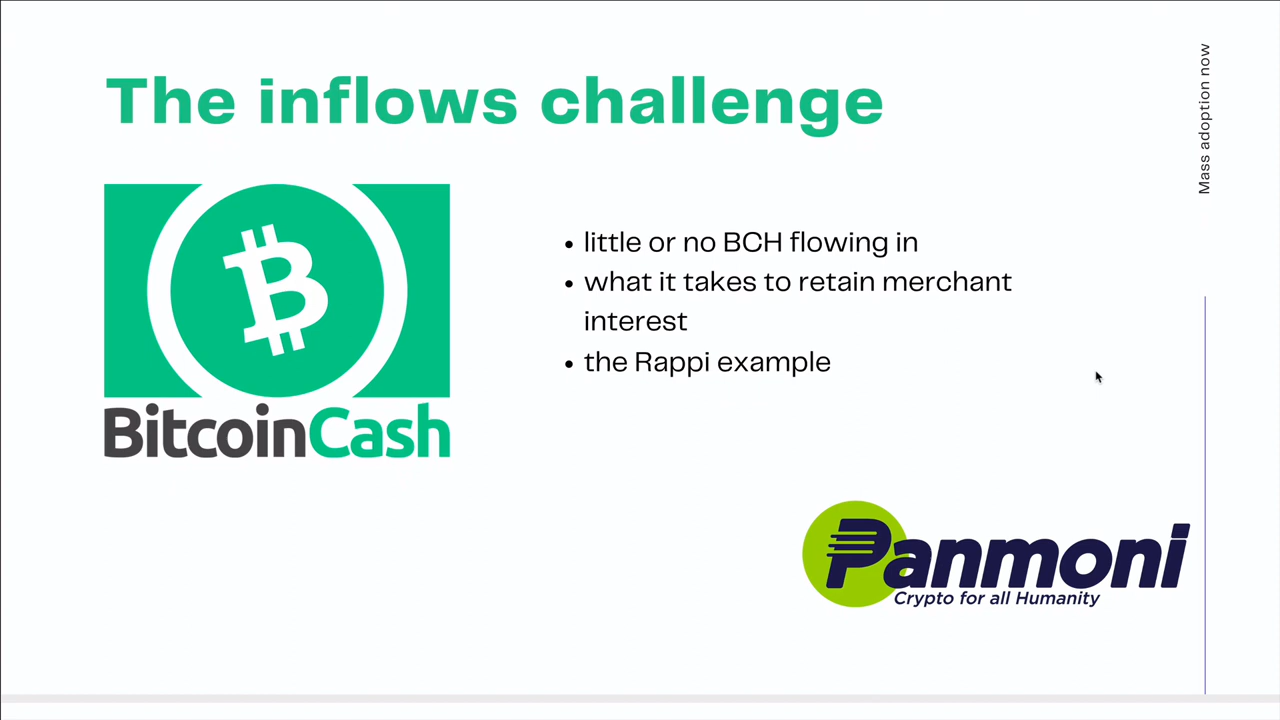 The inflows challenge
Mass adoption now
BitcoinCash
• little or no BCH flowing in
• what it takes to retain merchant
interest
• the Rappi example
Panmoni
Crypto for all Humanity